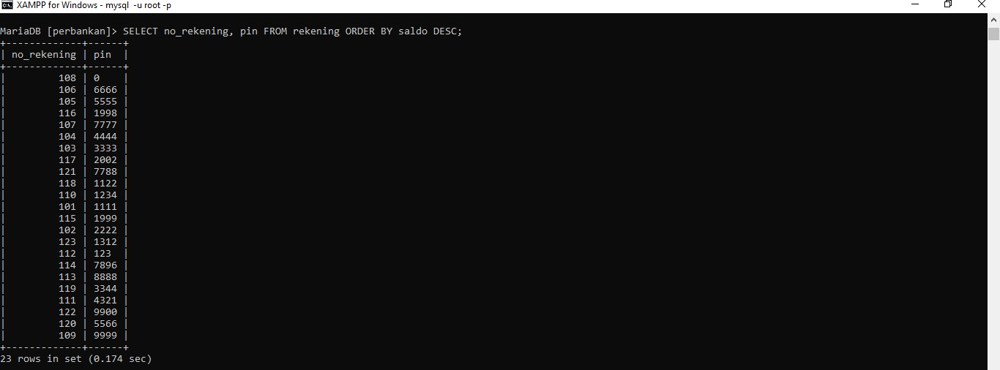 XAMPP for Windows - mysql -u root -p
MariaDB [perbankan]> SELECT no_rekening, pin FROM rekening ORDER BY saldo DESC;
+-------------+------+
| no_rekening | pin  |
+-------------+------+
|         108 | 0    |
|         106 | 6666 |
|         105 | 5555 |
|         116 | 1998 |
|         107 | 7777 |
|         104 | 4444 |
|         103 | 3333 |
|         117 | 2002 |
|         121 | 7788 |
|         118 | 1122 |
|         110 | 1234 |
|         101 | 1111 |
|         115 | 1999 |
|         102 | 2222 |
|         123 | 1312 |
|         112 | 123  |
|         114 | 7896 |
|         113 | 8888 |
|         119 | 3344 |
|         111 | 4321 |
|         122 | 9900 |
|         120 | 5566 |
|         109 | 9999 |
+-------------+------+
23 rows in set (0.174 sec)